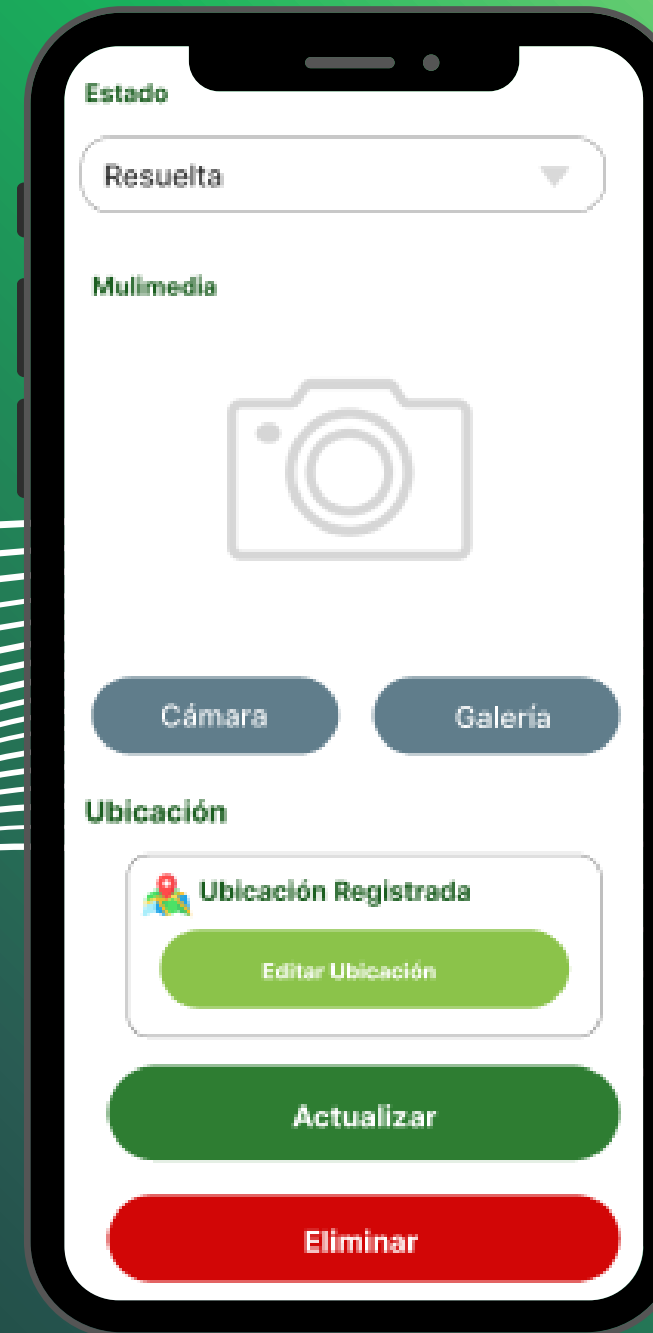 Estado
Resuelta
Mulimedia
Cámara
Galería
Ubicación
Ubicación Registrada
Editar Ubicación
Actualizar
Eliminar